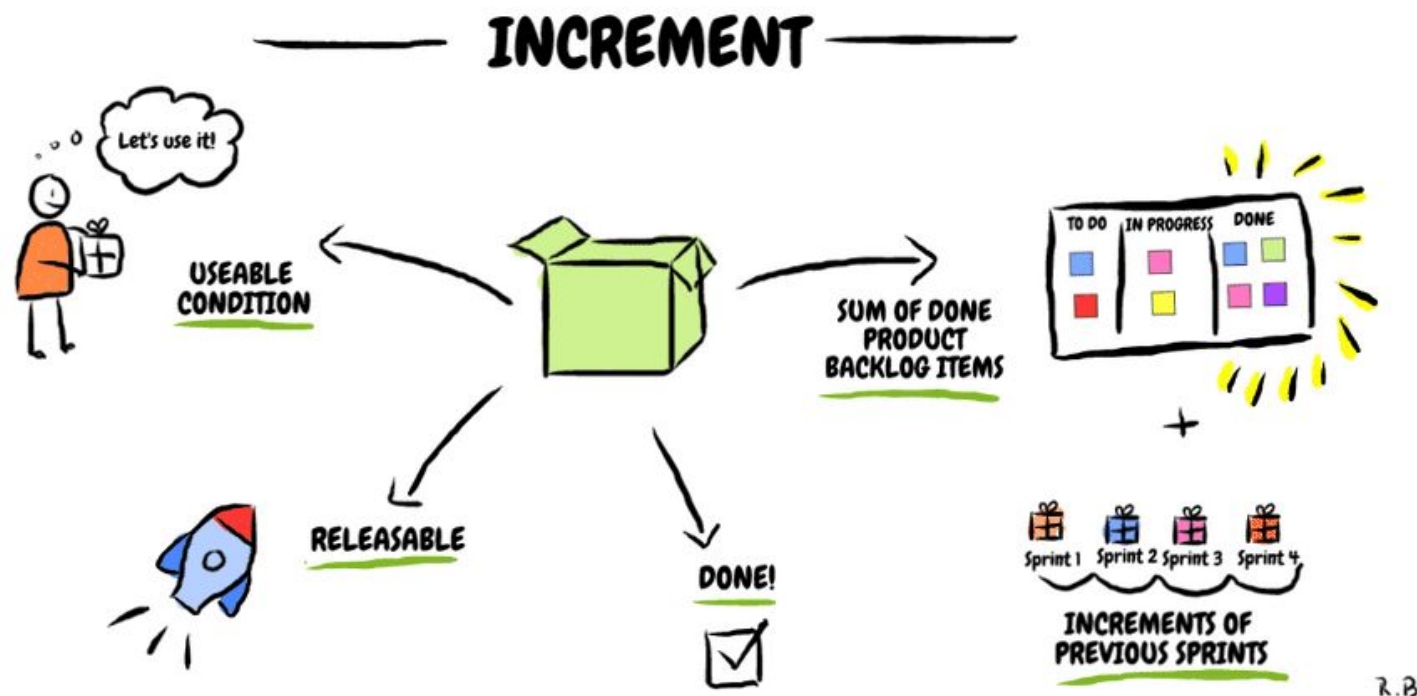 INCREMENT
Let's use it!
USEABLE
CONDITION
TO DO IN PROGRESS DONE
SUM OF DONE
PRODUCT
BACKLOG ITEMS
+
RELEASABLE
DONE!
Sprint 1 Sprint 2 Sprint 3 Sprint 4
INCREMENTS OF
PREVIOUS SPRINTS
R.B